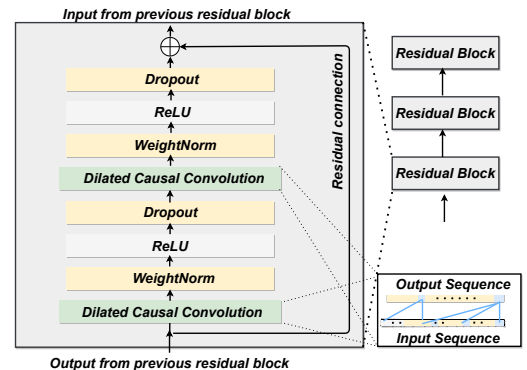 Input from previous residual block
Dropout
ReLU
WeightNorm
Dilated Causal Convolution
Dropout
ReLU
WeightNorm
Dilated Causal Convolution
Output from previous residual block
Residual connection
Residual Block
Residual Block
Residual Block
Output Sequence
Input Sequence